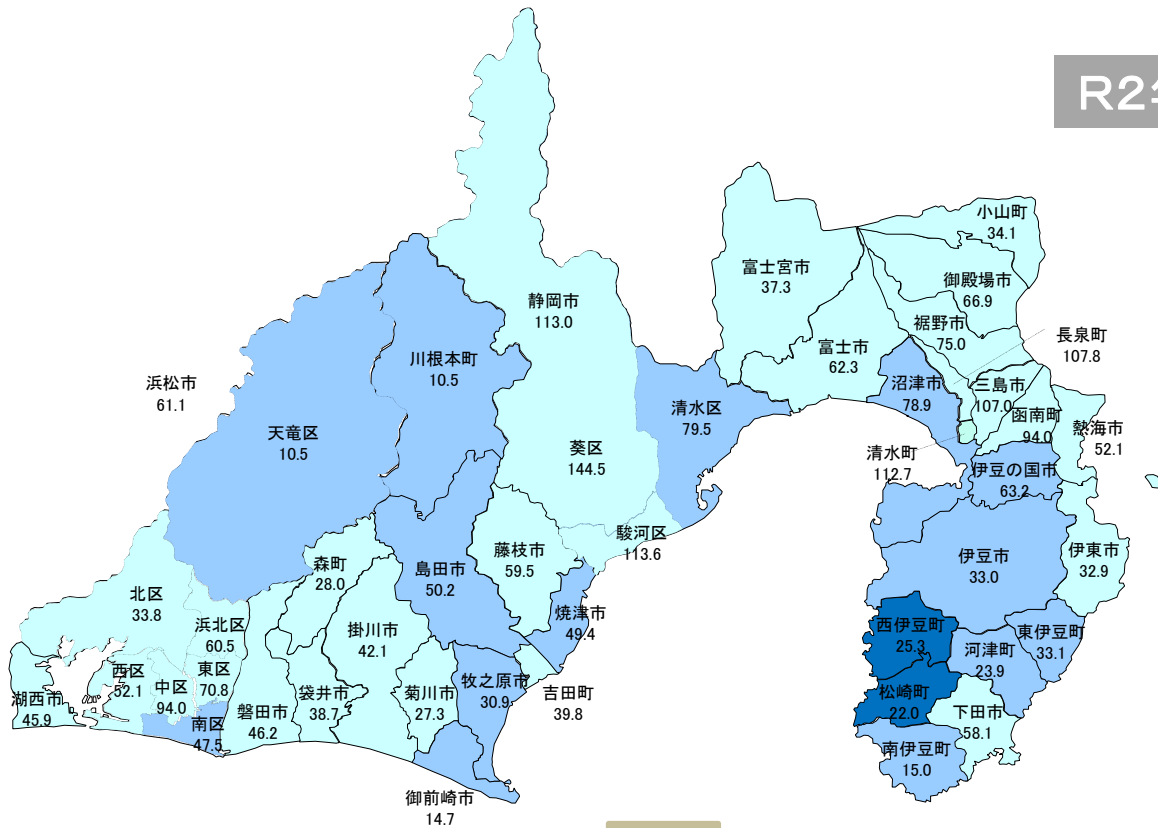 R2
小山町
34.1
富士宮市
37.3
御殿場市
66.9
静岡市
113.0
裾野市
75.0
長泉町
107.8
富士市
62.3
川根本町
10.5
浜松市
61.1
沼津市
78.9
三島市
107.0
清水区
79.5
函南町
94.0
熱海市
52.1
天竜区
10.5
葵区
144.5
清水町
112.7
伊豆の国市
63.2
駿河区
113.6
藤枝市
59.5
伊東市
32.9
森町
28.0
島田市
50.2
伊豆市
33.0
北区
33.8
焼津市
49.4
浜北区
60.5
掛川市
42.1
西伊豆町
25.3
東伊豆町
33.1
河津町
23.9
西区
52.1
東区
70.8
中区
94.0
牧之原市
30.9
湖西市
45.9
袋井市
38.7
菊川市
27.3
吉田町
39.8
松崎町
22.0
磐田市
46.2
下田市
58.1
南区
47.5
南伊豆町
15.0
御前崎市
14.7